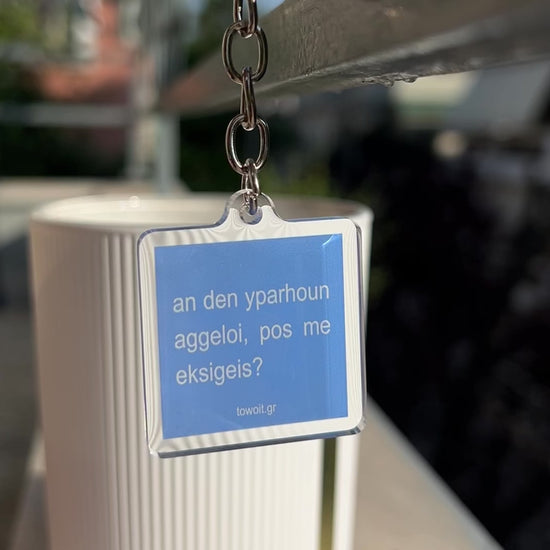 an den yparhoun
aggeloi, pos me
eksigeis?
towoit.gr